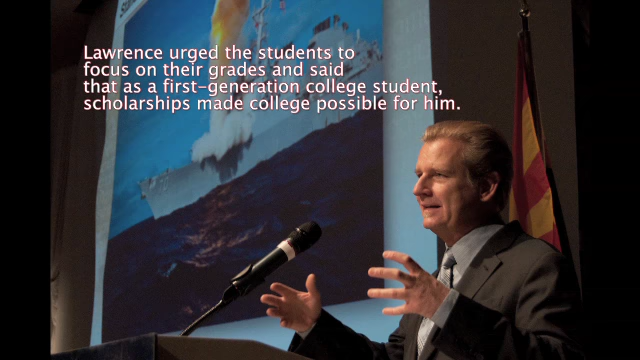 Lawrence urged the students to
focus on their grades and said
that as a first-generation college student,
scholarships made college possible for him.